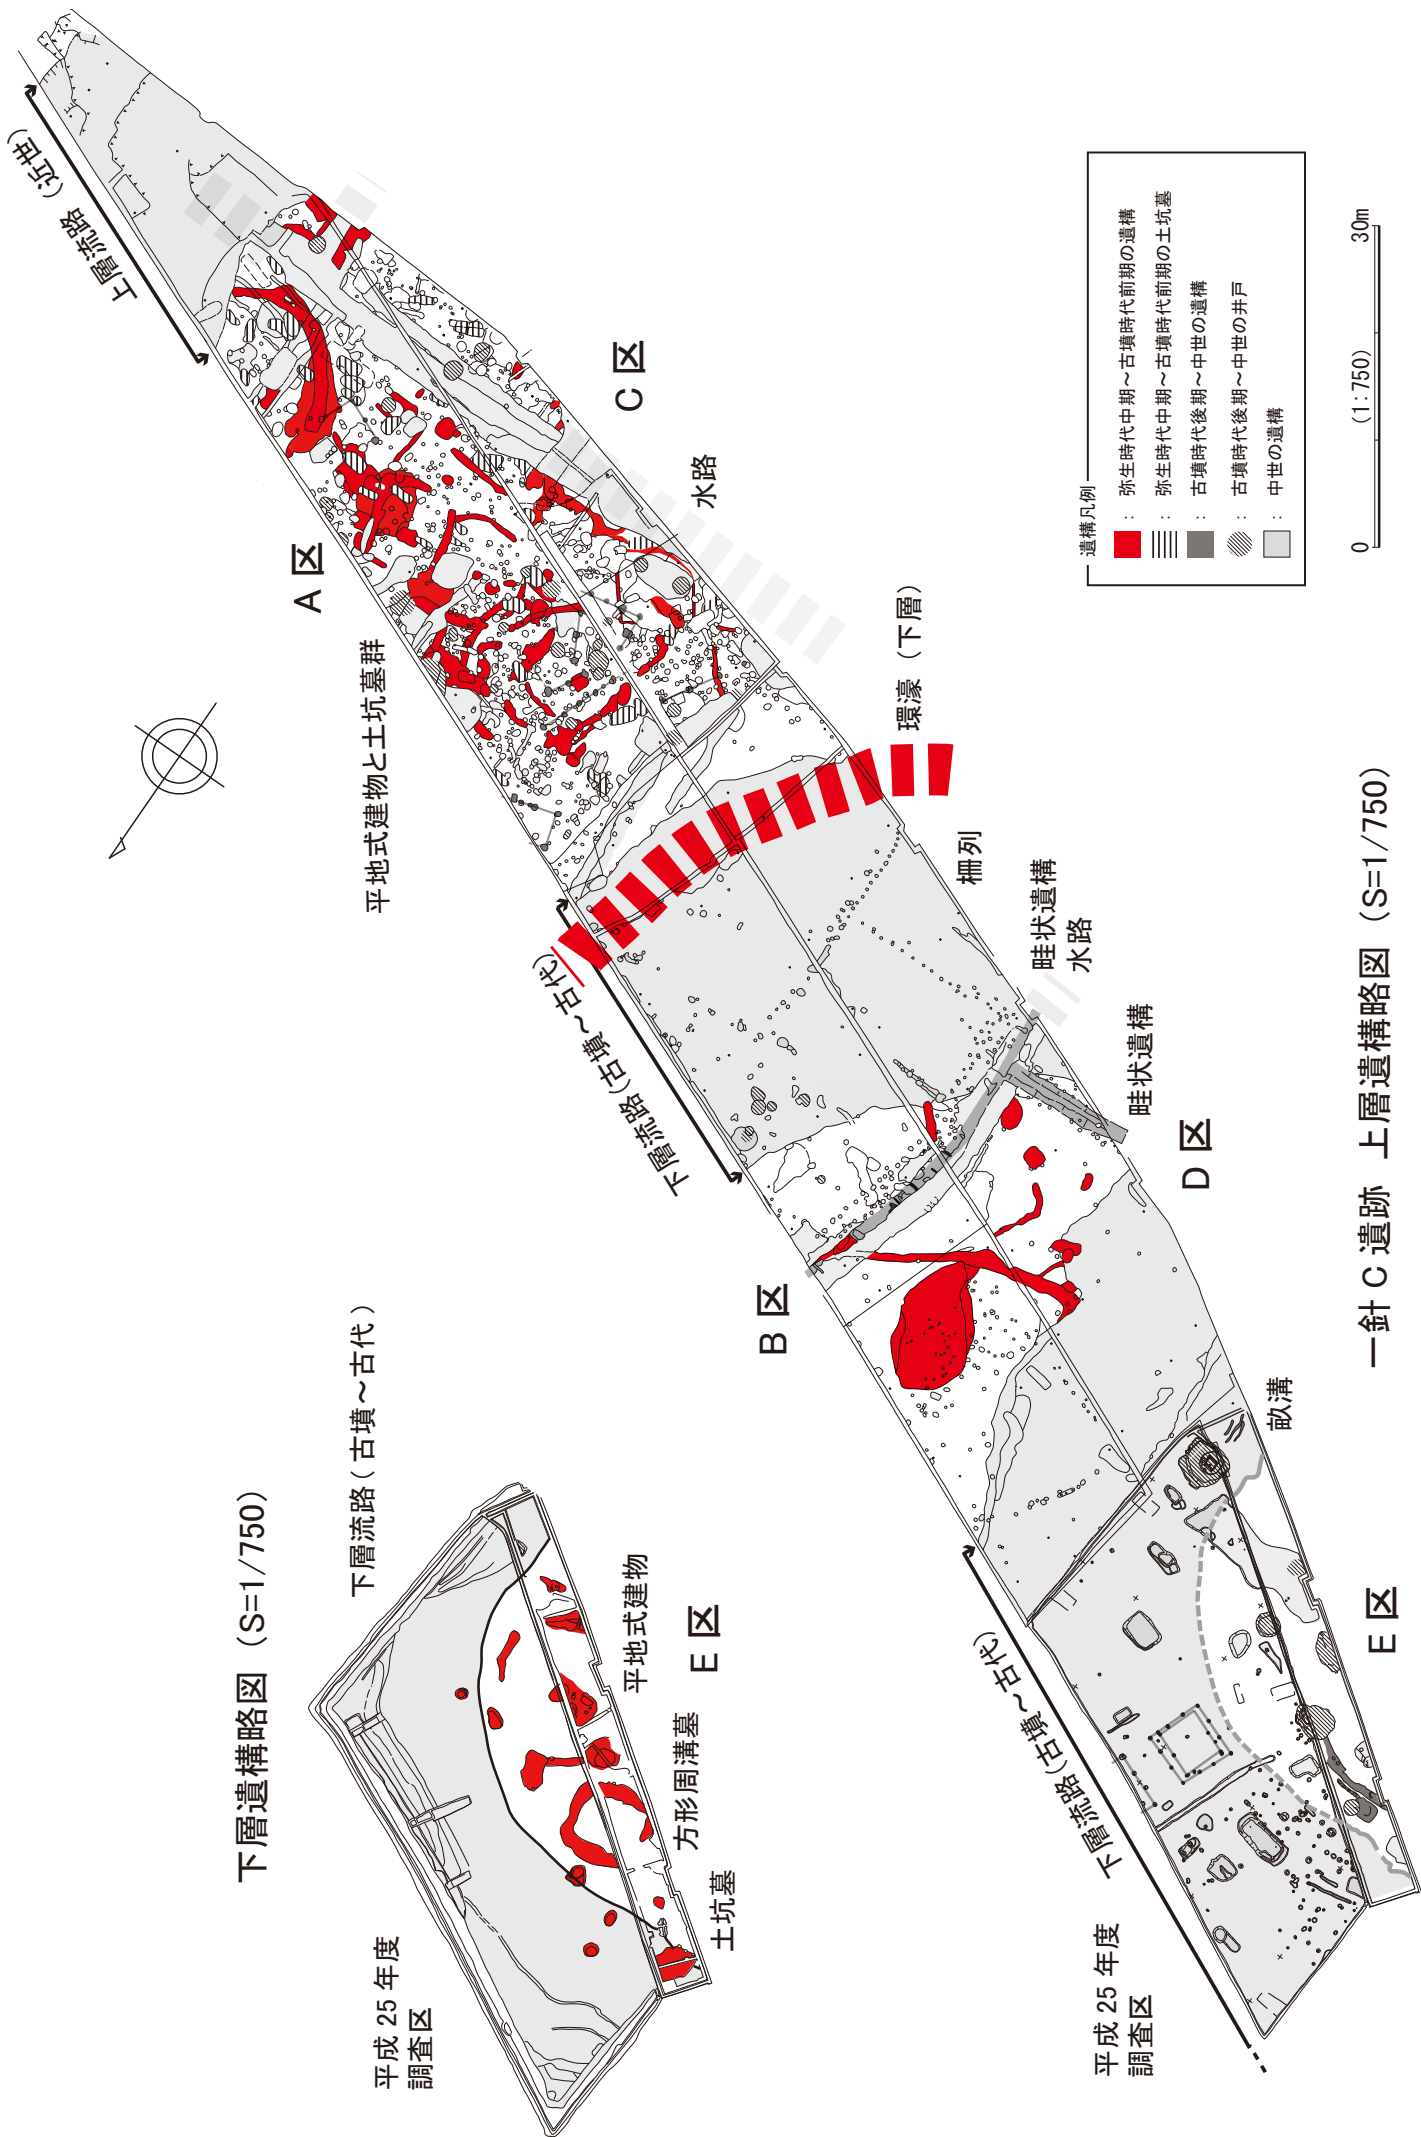 一針C遺跡 上層遺構略図 (S=1/750)
上層流路 (近世)
A区
平地式建物と土坑墓群
C区
水路
環濠 (下層)
下層流路(古墳～古代)
柵列
畦状遺構
水路
畦状遺構
B区
D区
畝溝
下層流路(古墳～古代)
E区
平成25年度
調査区
下層遺構略図 (S=1/750)
下層流路(古墳～古代)
平地式建物
E区
方形周溝墓
土坑墓
平成25年度
調査区
遺構凡例
: 弥生時代中期～古墳時代前期の遺構
: 弥生時代中期～古墳時代前期の土坑墓
: 古墳時代後期～中世の遺構
: 古墳時代後期～中世の井戸
: 中世の遺構
0 (1:750) 30m